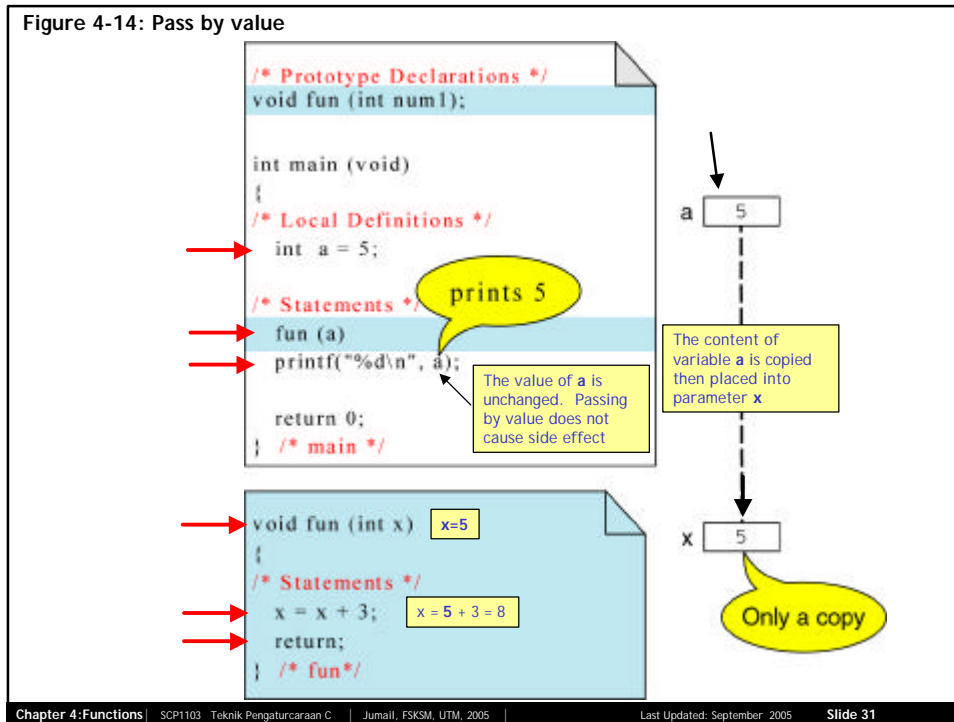 Figure 4-14: Pass by value
/* Prototype Declarations */
void fun (int num1);
int main (void)
{
/* Local Definitions */
int a = 5;
/* Statements */
prints 5
fun (a)
printf("%d\n", a);
The value of a is
unchanged. Passing
by value does not
cause side effect
return 0;
} /* main */
a 5
The content of
variable a is copied
then placed into
parameter x
x 5
Only a copy
void fun (int x) x=5
{
/* Statements */
x = x + 3; x = 5 + 3 = 8
return;
} /* fun*/
Chapter 4:Functions | SCP1103 Teknik Pengaturcaraan C | Jumail, FSKSM, UTM, 2005 | Last Updated: September 2005 Slide 31